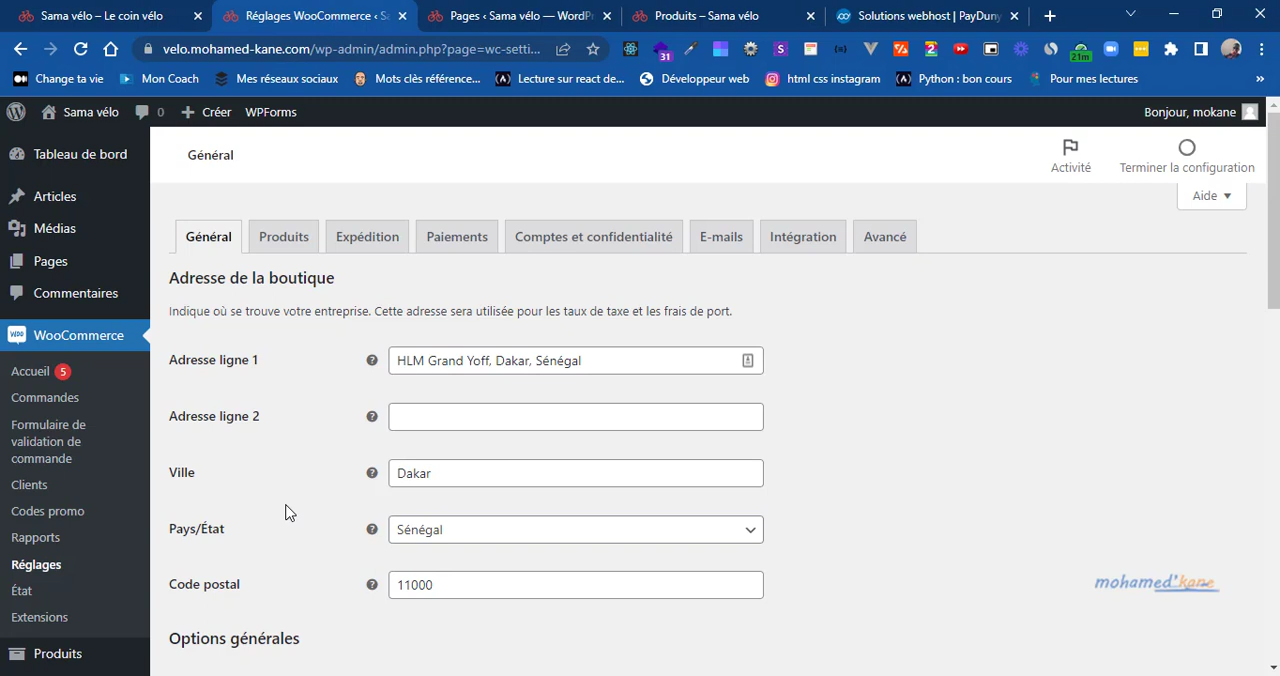 Sama vélo – Le coin vélo
Réglages WooCommerce ‹ S
Pages ‹ Sama vélo — WordPr
Produits – Sama vélo
Solutions webhost | PayDuny
velo.mohamed-kane.com/wp-admin/admin.php?page=wc-setti...
31
21m
Change ta vie
Mon Coach
Mes réseaux sociaux
Mots clés référence...
Lecture sur react de...
Développeur web
html css instagram
Python : bon cours
Pour mes lectures
»
Sama vélo
0
Créer
WPForms
Bonjour, mokane
Tableau de bord
Articles
Médias
Pages
Commentaires
WooCommerce
Accueil 5
Commandes
Formulaire de
validation de
commande
Clients
Codes promo
Rapports
Réglages
État
Extensions
Produits
Général
Activité
Terminer la configuration
Aide
Général
Produits
Expédition
Paiements
Comptes et confidentialité
E-mails
Intégration
Avancé
Adresse de la boutique
Indique où se trouve votre entreprise. Cette adresse sera utilisée pour les taux de taxe et les frais de port.
Adresse ligne 1
HLM Grand Yoff, Dakar, Sénégal
Adresse ligne 2
Ville
Dakar
Pays/État
Sénégal
Code postal
11000
Options générales
mohamed'kane